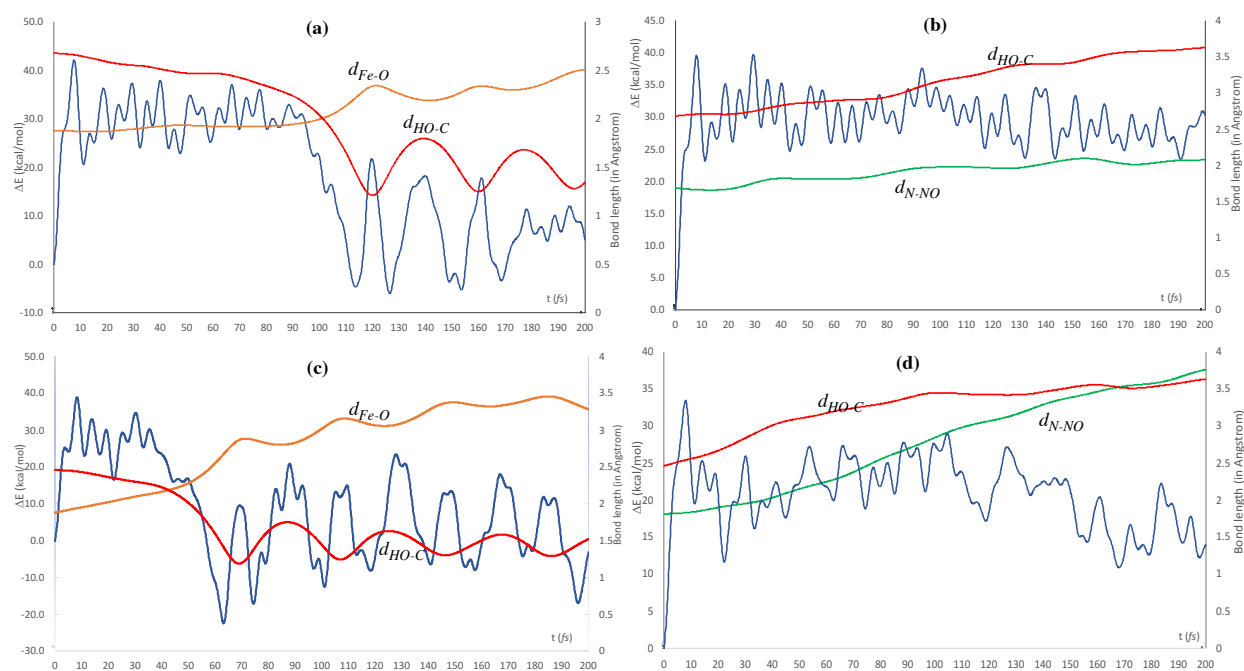 (a)
50.0
40.0
30.0
20.0
10.0
0.0
-10.0
ΔE (kcal/mol)
3
2.5
2
1.5
1
0.5
0
Bond length (in Angstrom)
d Fe-O
d HO-C
t (fs)
0 10 20 30 40 50 60 70 80 90 100 110 120 130 140 150 160 170 180 190 200
(b)
45.0
40.0
35.0
30.0
25.0
20.0
15.0
10.0
5.0
0.0
ΔE (kcal/mol)
4
3.5
3
2.5
2
1.5
1
0.5
0
Bond length (in Angstrom)
d HO-C
d N-NO
t (fs)
0 10 20 30 40 50 60 70 80 90 100 110 120 130 140 150 160 170 180 190 200
(c)
50.0
40.0
30.0
20.0
10.0
0.0
-10.0
-20.0
-30.0
ΔE (kcal/mol)
4
3.5
3
2.5
2
1.5
1
0.5
0
Bond length (in Angstrom)
d Fe-O
d HO-C
t (fs)
0 10 20 30 40 50 60 70 80 90 100 110 120 130 140 150 160 170 180 190 200
(d)
40
35
30
25
20
15
10
5
0
ΔE (kcal/mol)
4
3.5
3
2.5
2
1.5
1
0.5
0
Bond length (in Angstrom)
d HO-C
d N-NO
t (fs)
0 10 20 30 40 50 60 70 80 90 100 110 120 130 140 150 160 170 180 190 200